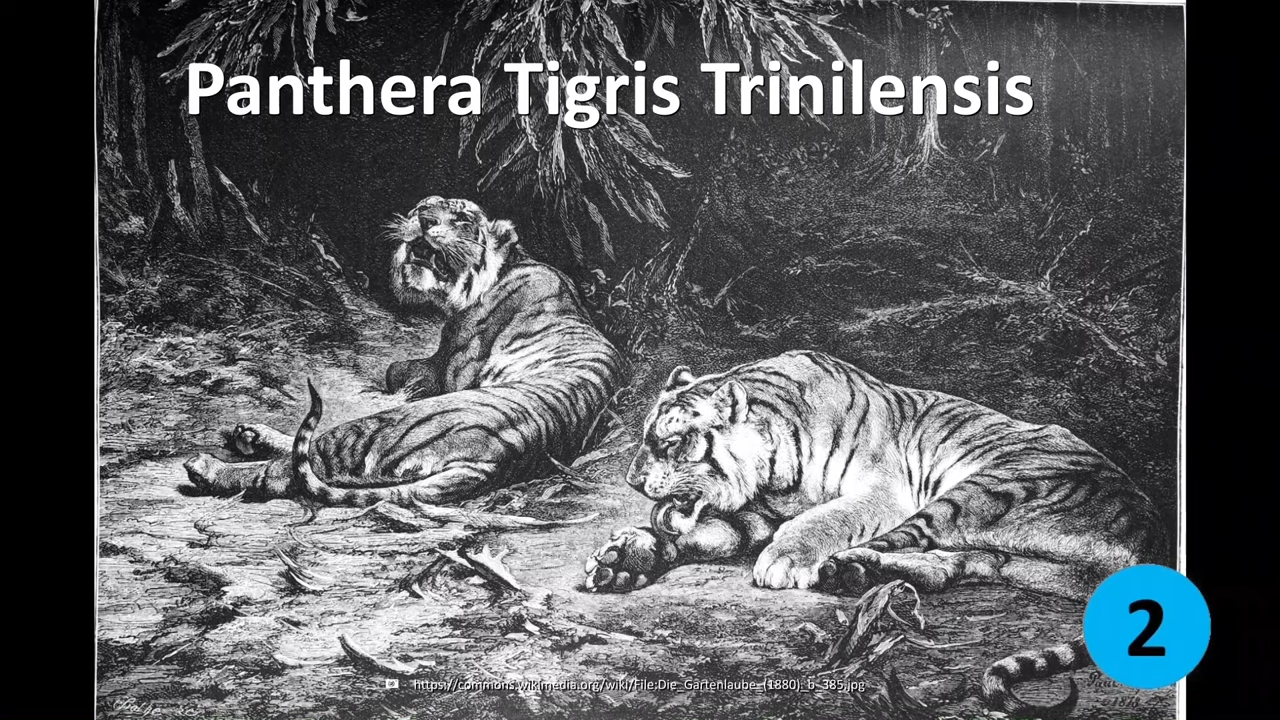 Panthera Tigris Trinilensis
2
https://commons.wikimedia.org/wiki/File:Die_Gartenlaube_(1880)_b_385.jpg